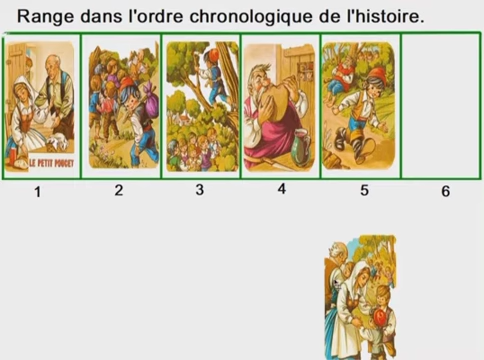 Range dans l'ordre chronologique de l'histoire.
LE PETIT POUCET
1 2 3 4 5 6